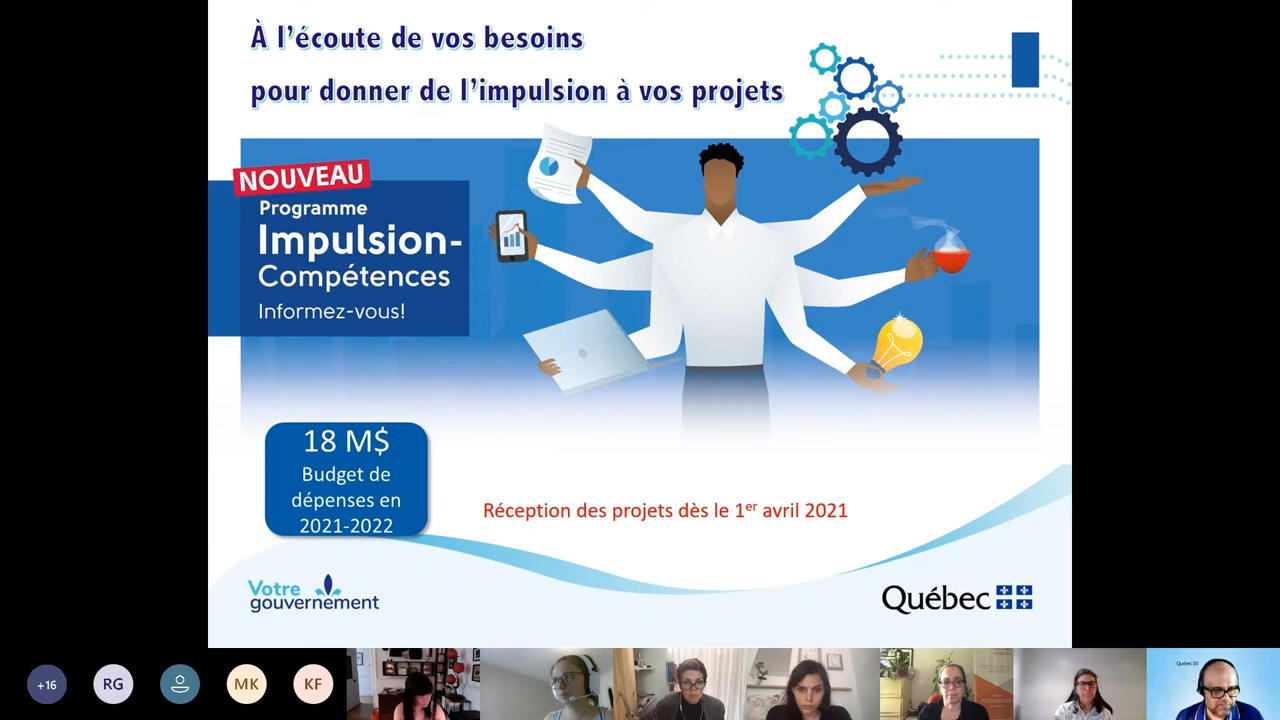 À l'écoute de vos besoins
pour donner de l'impulsion à vos projets
NOUVEAU
Programme
Impulsion-
Compétences
Informez-vous!
18 M$
Budget de
dépenses en
2021-2022
Réception des projets dès le 1er avril 2021
Votre
gouvernement
Québec
+16
RG
MK
KF
Québec